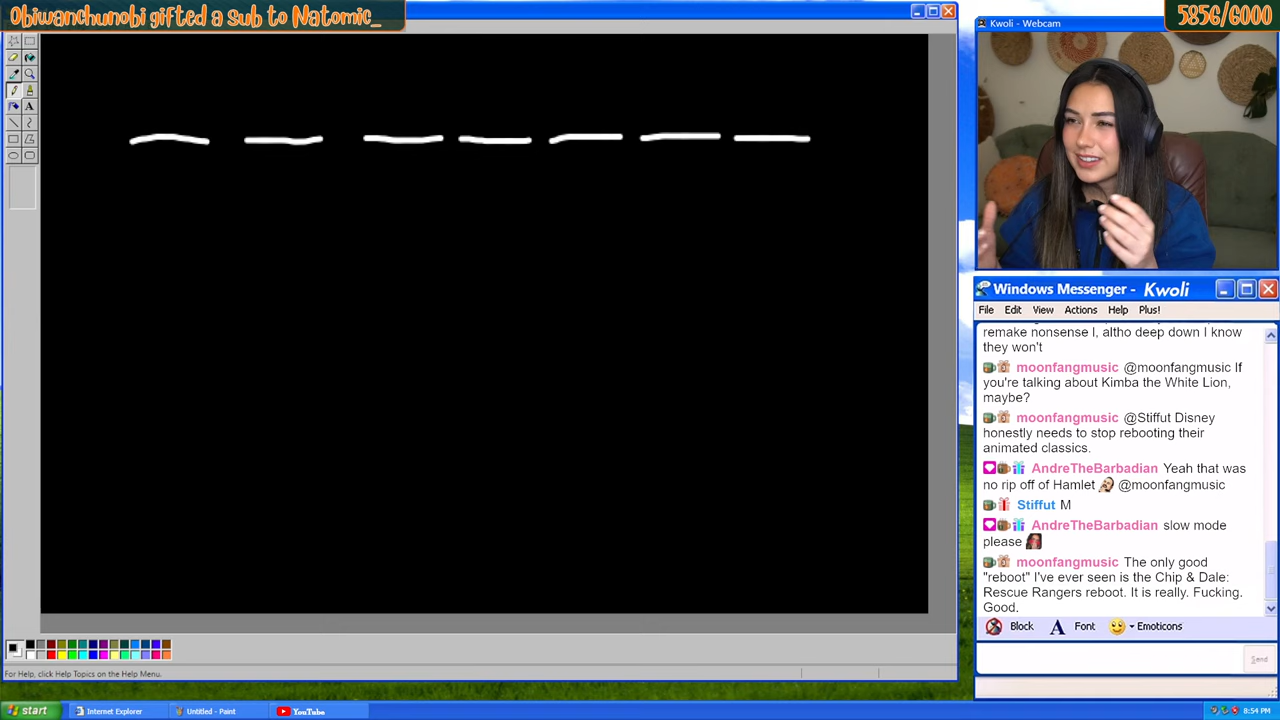 Obiwanchunobi gifted a sub to Natomic_
5856/6000
Kwoli - Webcam
Windows Messenger - Kwoli
File Edit View Actions Help Plus!
they won't
moonfangmusic @moonfangmusic If
you're talking about Kimba the White Lion,
maybe?
moonfangmusic @Stiffut Disney
honestly needs to stop rebooting their
animated classics.
AndreTheBarbadian Yeah that was
no rip off of Hamlet @moonfangmusic
Stiffut M
AndreTheBarbadian slow mode
please
moonfangmusic The only good
"reboot" I've ever seen is the Chip & Dale:
Rescue Rangers reboot. It is really. Fucking.
Good.
remake nonsense I, altho deep down I know
Block A Font Emoticons
Send
For Help, click Help Topics on the Help Menu.
start Internet Explorer Untitled - Paint YouTube 8:54 PM